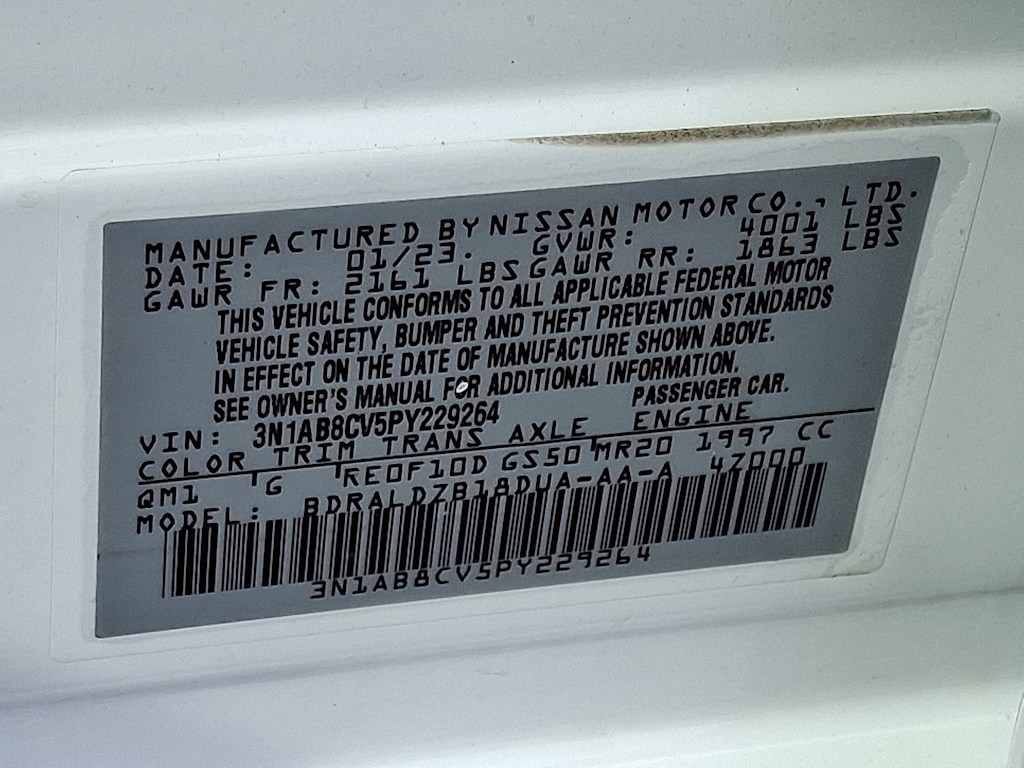 MANUFACTURED BY NISSAN MOTOR CO., LTD.
DATE: 01/23. GVWR: 4001 LBS
GAWR FR: 2161 LBS GAWR RR: 1863 LBS
THIS VEHICLE CONFORMS TO ALL APPLICABLE FEDERAL MOTOR
VEHICLE SAFETY, BUMPER AND THEFT PREVENTION STANDARDS
IN EFFECT ON THE DATE OF MANUFACTURE SHOWN ABOVE.
SEE OWNER'S MANUAL FOR ADDITIONAL INFORMATION.
VIN: 3N1AB8CV5PY229264 PASSENGER CAR.
COLOR TRIM TRANS AXLE ENGINE
QM1 G RE0F10D GS50 MR20 1997 CC
MODEL: BDRALDZB18DUA-AA-A 4Z000
3N1AB8CV5PY229264